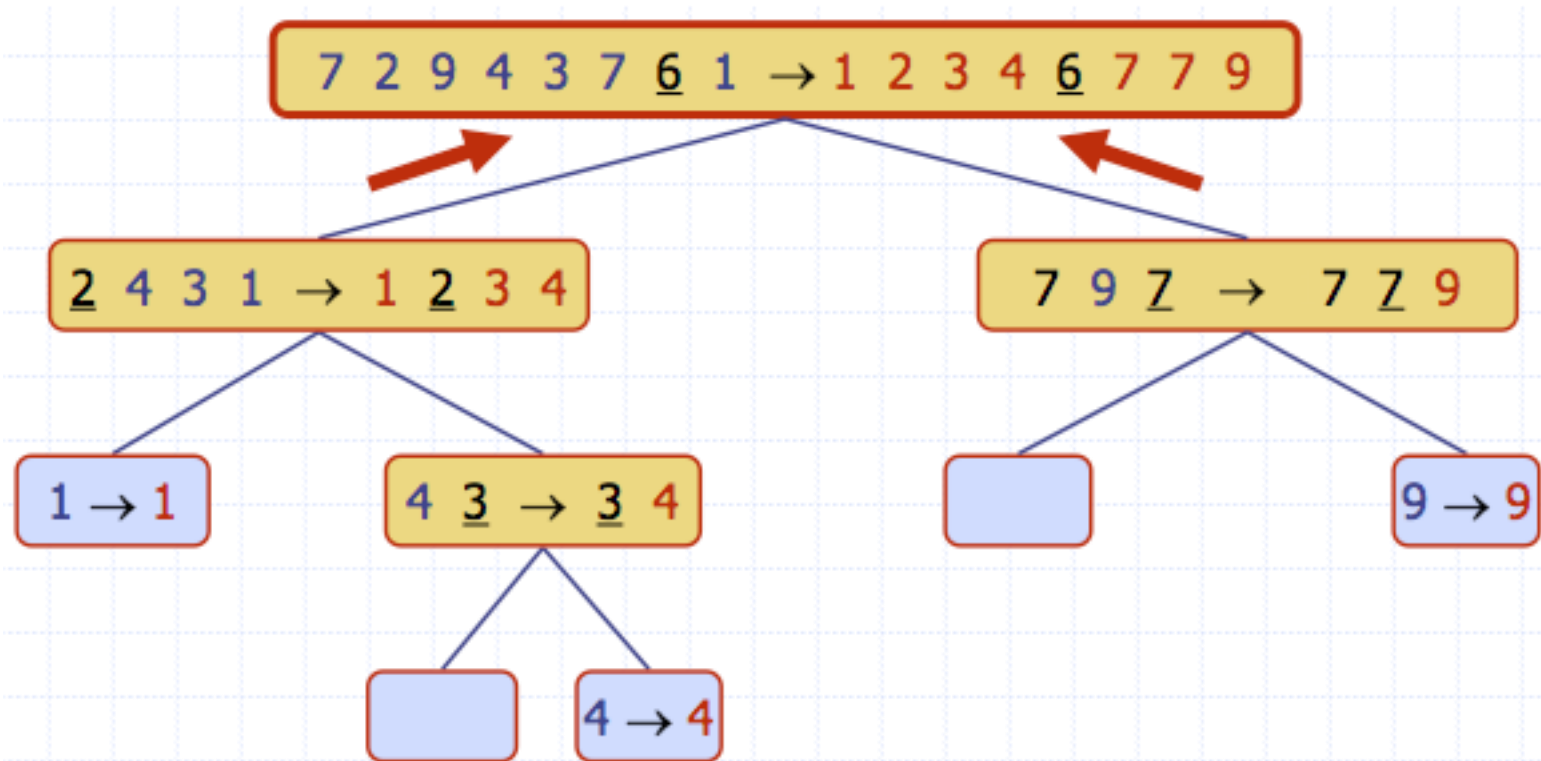 7 2 9 4 3 7 6 1 → 1 2 3 4 6 7 7 9
2 4 3 1 → 1 2 3 4
7 9 7 → 7 7 9
1 → 1
4 3 → 3 4
9 → 9
4 → 4